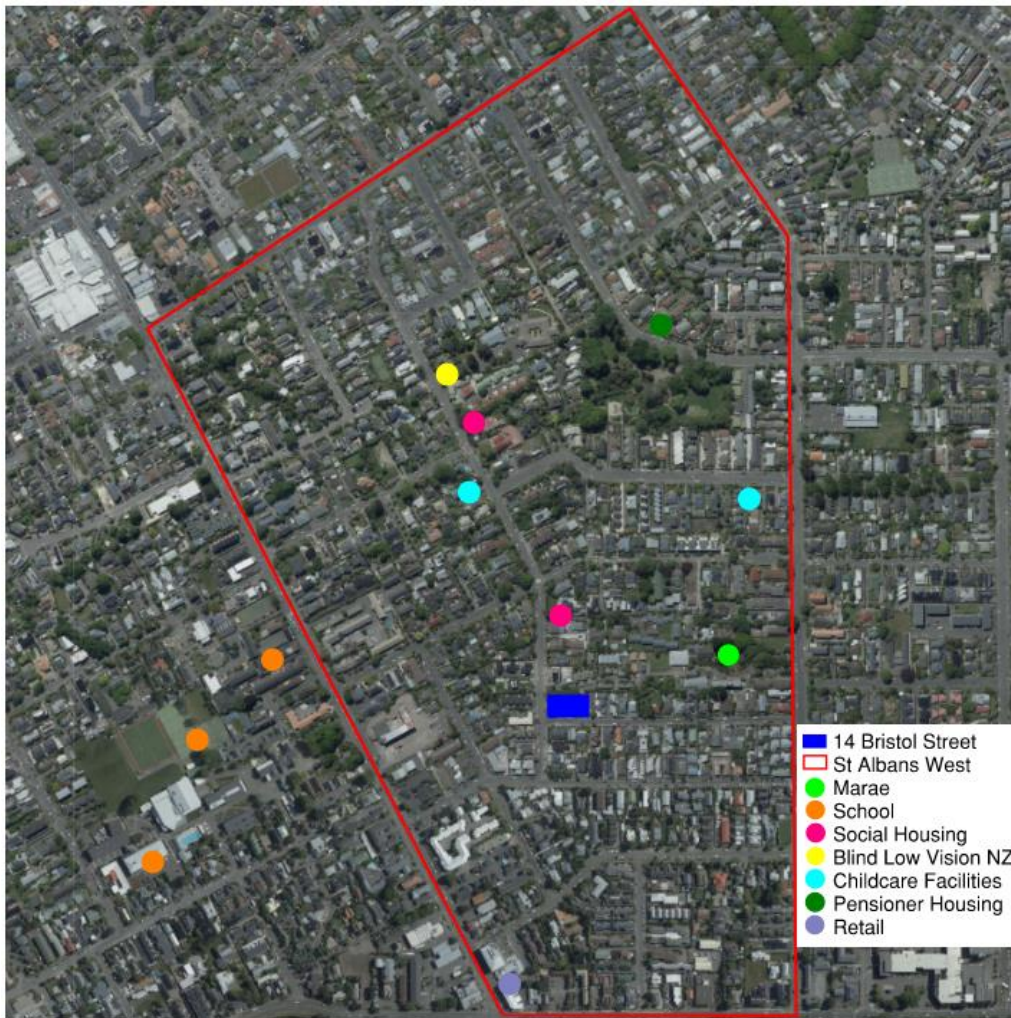 14 Bristol Street
St Albans West
Marae
School
Social Housing
Blind Low Vision NZ
Childcare Facilities
Pensioner Housing
Retail